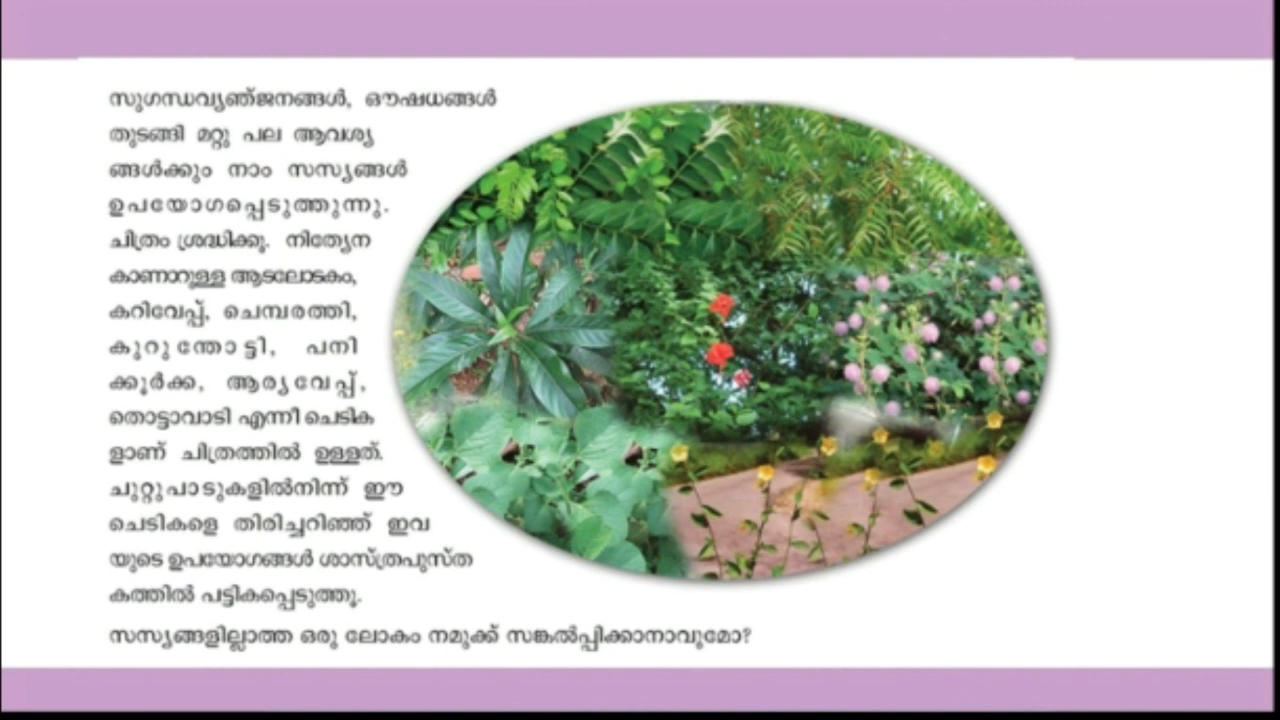 സുഗന്ധവ്യഞ്ജനങ്ങൾ, ഔഷധങ്ങൾ
തുടങ്ങി മറ്റു പല ആവശ്യ
ങ്ങൾക്കും നാം സസ്യങ്ങൾ
ഉപയോഗപ്പെടുത്തുന്നു.
ചിത്രം ശ്രദ്ധിക്കൂ. നിത്യേന
കാണാറുള്ള ആടലോടകം,
കറിവേപ്പ്, ചെമ്പരത്തി,
കുറുന്തോട്ടി, പനി
ക്കൂർക്ക, ആര്യവേപ്പ്,
തൊട്ടാവാടി എന്നീ ചെടിക
ളാണ് ചിത്രത്തിൽ ഉള്ളത്.
ചുറ്റുപാടുകളിൽനിന്ന് ഈ
ചെടികളെ തിരിച്ചറിഞ്ഞ് ഇവ
യുടെ ഉപയോഗങ്ങൾ ശാസ്ത്രപുസ്ത
കത്തിൽ പട്ടികപ്പെടുത്തൂ.
സസ്യങ്ങളില്ലാത്ത ഒരു ലോകം നമുക്ക് സങ്കൽപ്പിക്കാനാവുമോ?